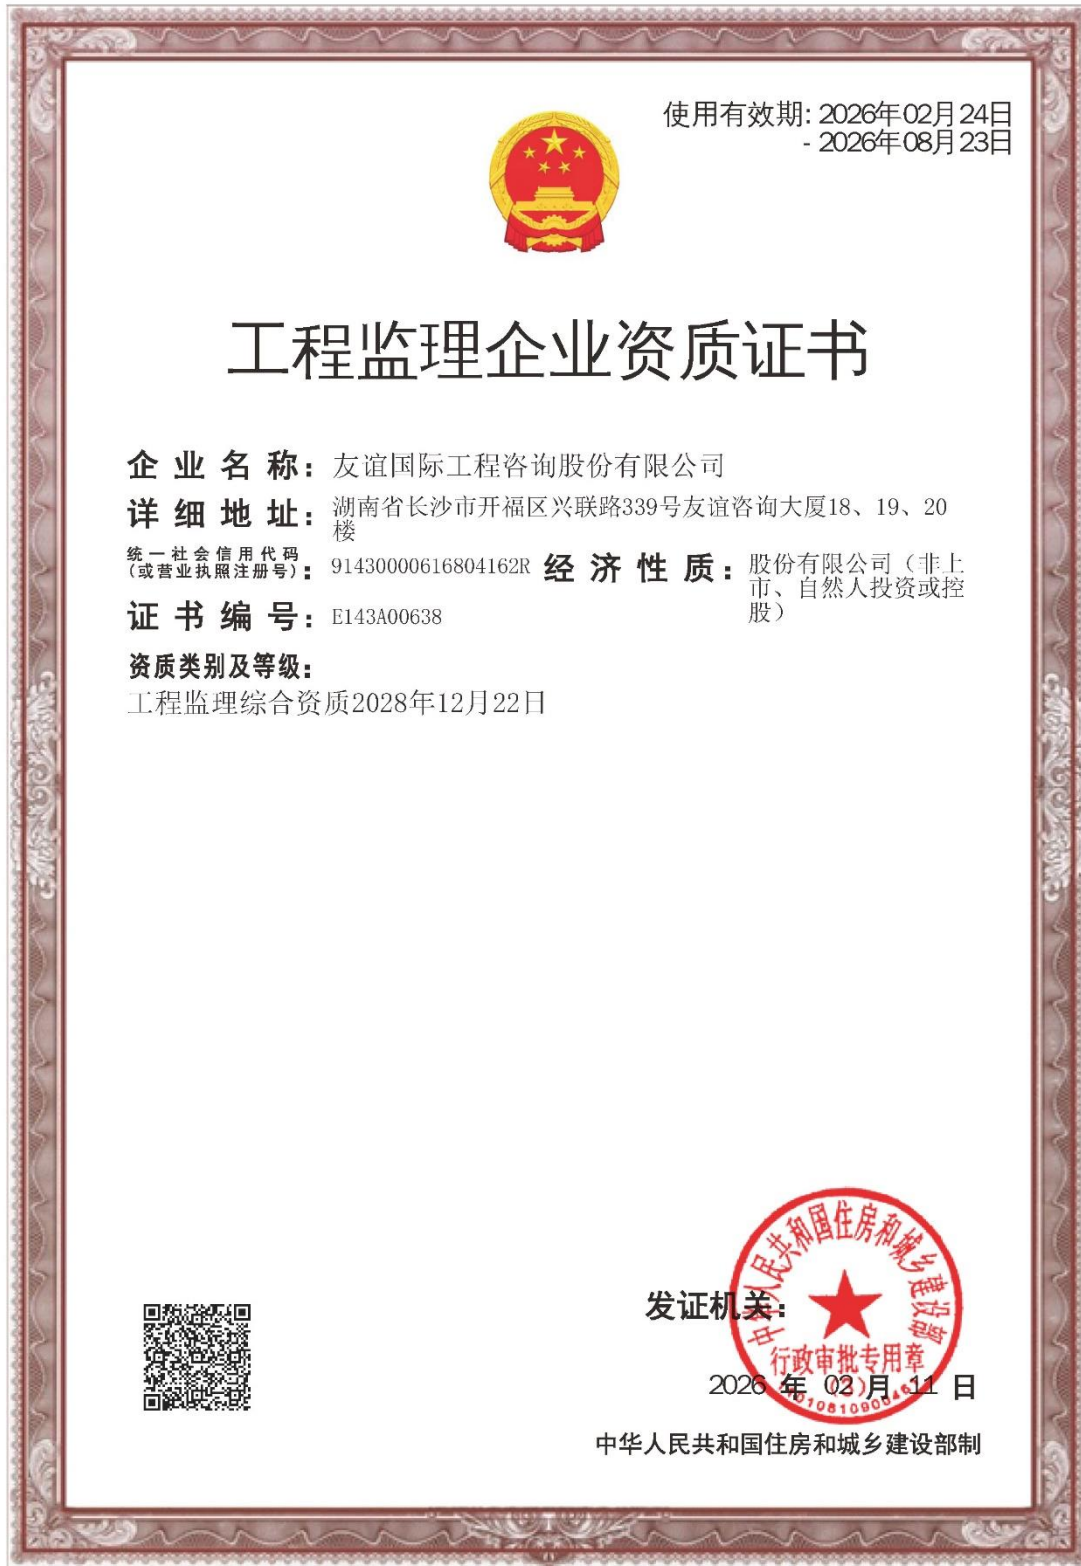 使用有效期: 2026年02月24日
- 2026年08月23日
工程监理企业资质证书
企业名称：友谊国际工程咨询股份有限公司
详细地址：湖南省长沙市开福区兴联路339号友谊咨询大厦18、19、20
楼
统一社会信用代码
(或营业执照注册号)：91430000616804162R 经济性质：股份有限公司（非上
市、自然人投资或控
股）
证书编号：E143A00638
资质类别及等级：
工程监理综合资质2028年12月22日
中华人民共和国住房和城乡建设部
发证机关：
行政审批专用章
(3)
2026 年 03 月 11 日
中华人民共和国住房和城乡建设部制